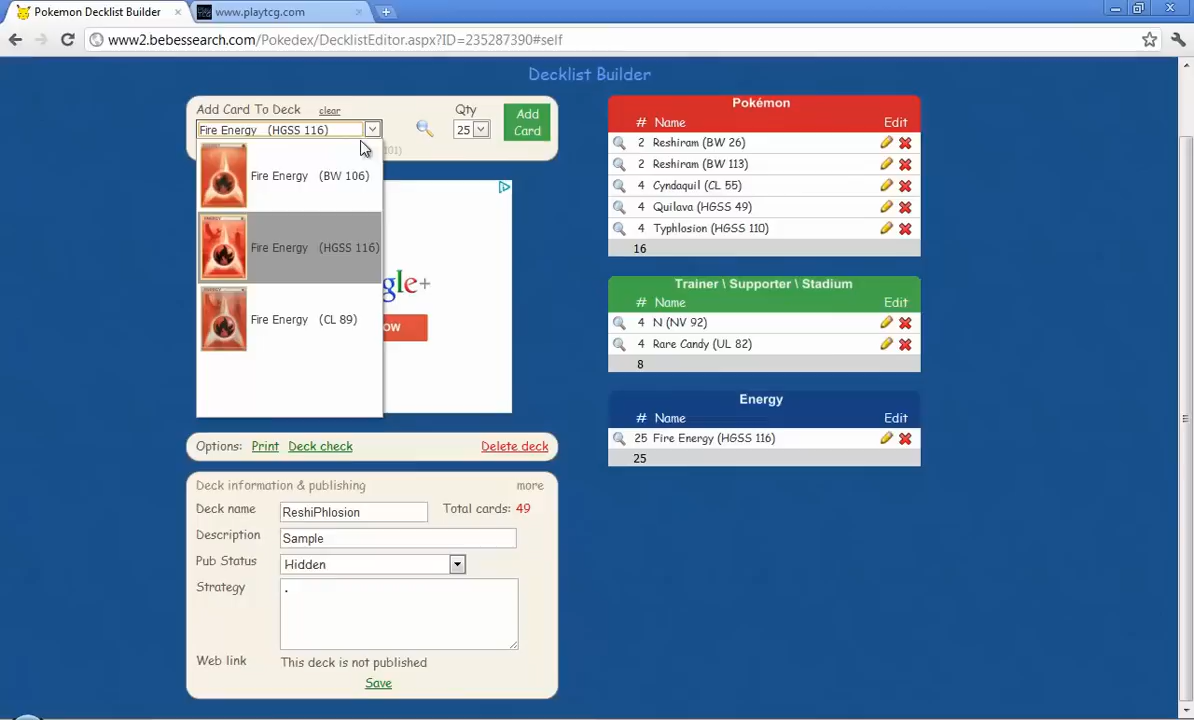 Pokemon Decklist Builder
www.playtcg.com
www2.bebessearch.com/Pokedex/DecklistEditor.aspx?ID=235287390#self
Decklist Builder
Add Card To Deck clear Qty
Fire Energy (HGSS 116) 25 Add Card
101)
Fire Energy (BW 106)
Fire Energy (HGSS 116)
Fire Energy (CL 89)
gle+
OW
Options: Print Deck check Delete deck
Deck information & publishing more
Deck name ReshiPhlosion Total cards: 49
Description Sample
Pub Status Hidden
Strategy .
Web link This deck is not published
Save
Pokémon
# Name Edit
2 Reshiram (BW 26)
2 Reshiram (BW 113)
4 Cyndaquil (CL 55)
4 Quilava (HGSS 49)
4 Typhlosion (HGSS 110)
16
Trainer \ Supporter \ Stadium
# Name Edit
4 N (NV 92)
4 Rare Candy (UL 82)
8
Energy
# Name Edit
25 Fire Energy (HGSS 116)
25